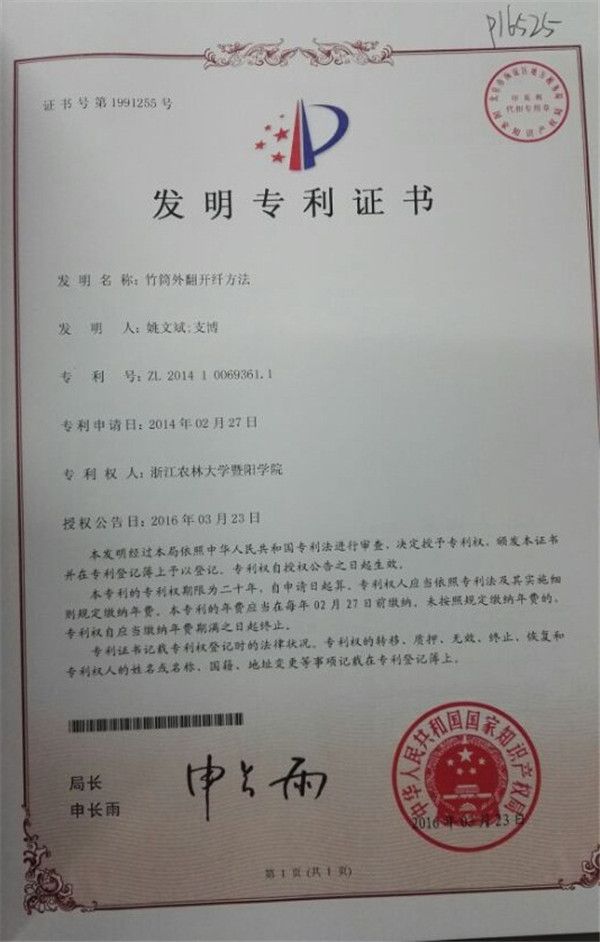 P16525
证书号第1991255号
发明专利证书
发明名称：竹筒外翻开纤方法
发明人：姚文斌;支博
专利号：ZL 2014 1 0069361.1
专利申请日：2014年02月27日
专利权人：浙江农林大学暨阳学院
授权公告日：2016年03月23日
本发明经过本局依照中华人民共和国专利法进行审查，决定授予专利权，颁发本证书
并在专利登记簿上予以登记。专利权自授权公告之日起生效。
本专利的专利权期限为二十年，自申请日起算。专利权人应当依照专利法及其实施细
则规定缴纳年费。本专利的年费应当在每年02月27日前缴纳。未按照规定缴纳年费的，
专利权自应当缴纳年费期满之日起终止。
专利证书记载专利权登记时的法律状况。专利权的转移、质押、无效、终止、恢复和
专利权人的姓名或名称、国籍、地址变更等事项记载在专利登记簿上。
局长
申长雨
申长雨
中华人民共和国国家知识产权局
2016年03月23日
第1页(共1页)